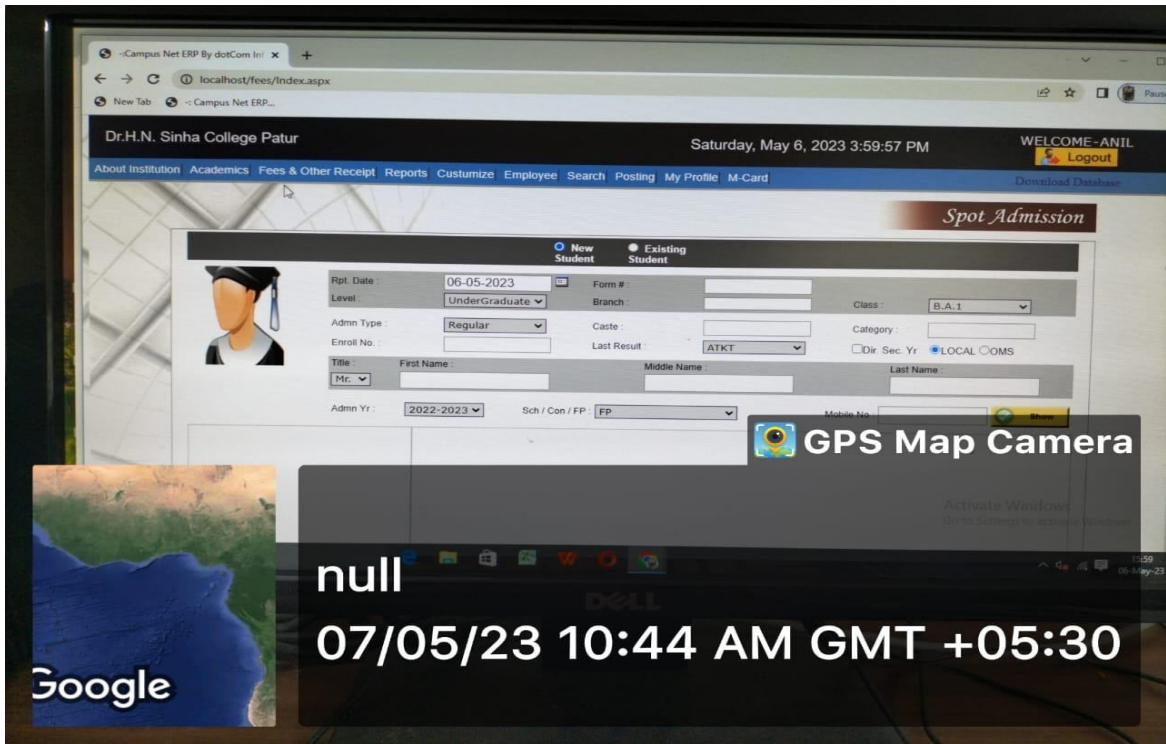 -:Campus Net ERP By dotCom Inf
localhost/fees/Index.aspx
New Tab -: Campus Net ERP...
Pause
Dr.H.N. Sinha College Patur
Saturday, May 6, 2023 3:59:57 PM
WELCOME-ANIL
Logout
About Institution Academics Fees & Other Receipt Reports Custumize Employee Search Posting My Profile M-Card
Download Database
Spot Admission
New Student Existing Student
Rpt. Date : 06-05-2023 Form # :
Level : UnderGraduate Branch : Class : B.A.1
Admn Type : Regular Caste : Category :
Enroll No. : Last Result : ATKT Dir. Sec. Yr LOCAL OMS
Title : First Name : Middle Name : Last Name :
Mr.
Admn Yr : 2022-2023 Sch / Con / FP : FP Mobile No Show
GPS Map Camera
Activate Windows
Go to Settings to activate Windows
15:59
06-May-23
DELL
null
07/05/23 10:44 AM GMT +05:30
Google